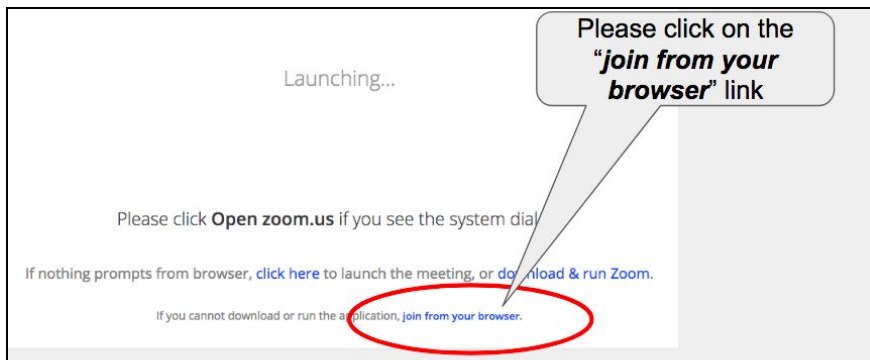 Please click on the
“join from your
browser” link
Launching...
Please click Open zoom.us if you see the system dial
If nothing prompts from browser, click here to launch the meeting, or download & run Zoom.
If you cannot download or run the application, join from your browser.